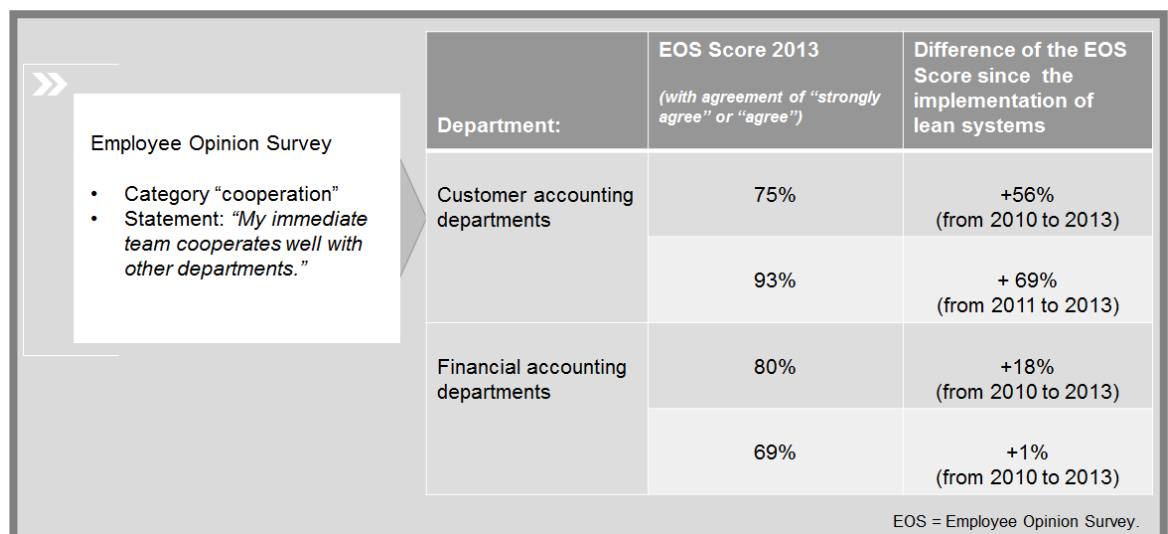 Employee Opinion Survey
• Category “cooperation”
• Statement: “My immediate
team cooperates well with
other departments.”
Department:
EOS Score 2013
(with agreement of “strongly
agree” or “agree”)
Difference of the EOS
Score since the
implementation of
lean systems
Customer accounting
departments
75%
+56%
(from 2010 to 2013)
93%
+ 69%
(from 2011 to 2013)
Financial accounting
departments
80%
+18%
(from 2010 to 2013)
69%
+1%
(from 2010 to 2013)
EOS = Employee Opinion Survey.